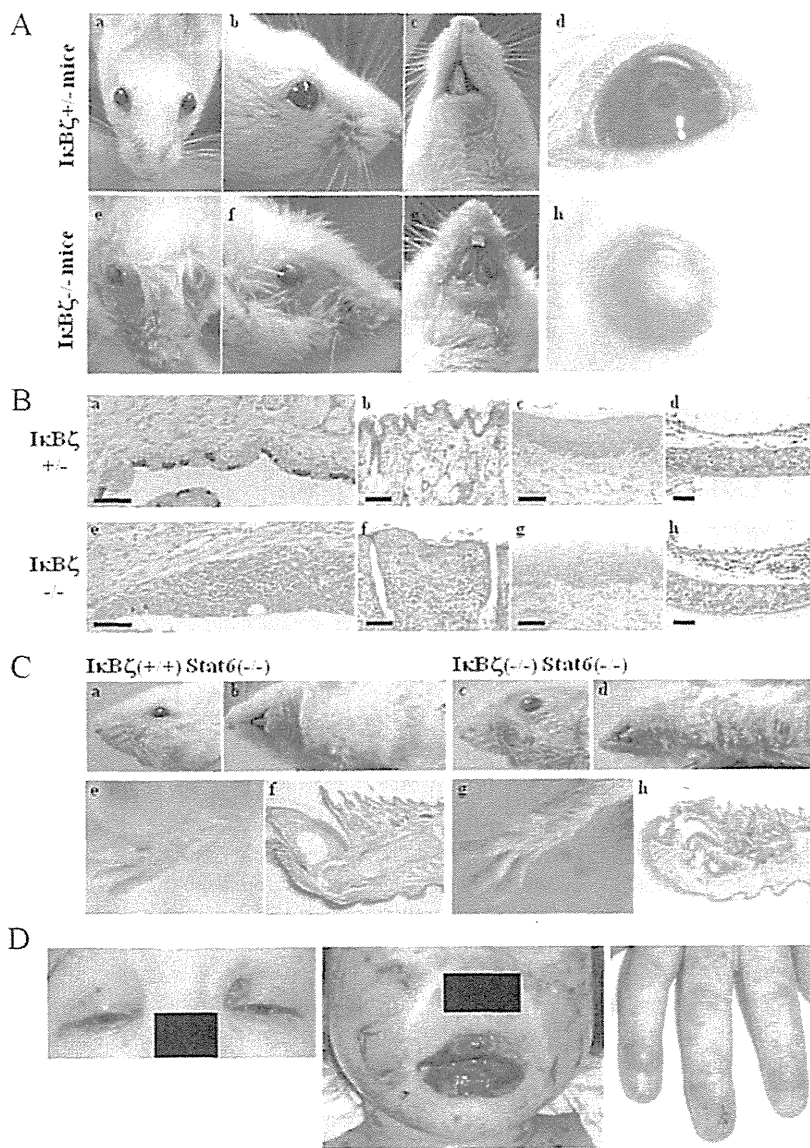 A
IκBζ+/- mice
a b c d
IκBζ-/- mice
e f g h
B
IκBζ
+/-
a b c d
IκBζ
-/-
e f g h
C
IκBζ(+/+) Stat6(-/-)
IκBζ(-/-) Stat6(-/-)
a b c d
e f g h
D